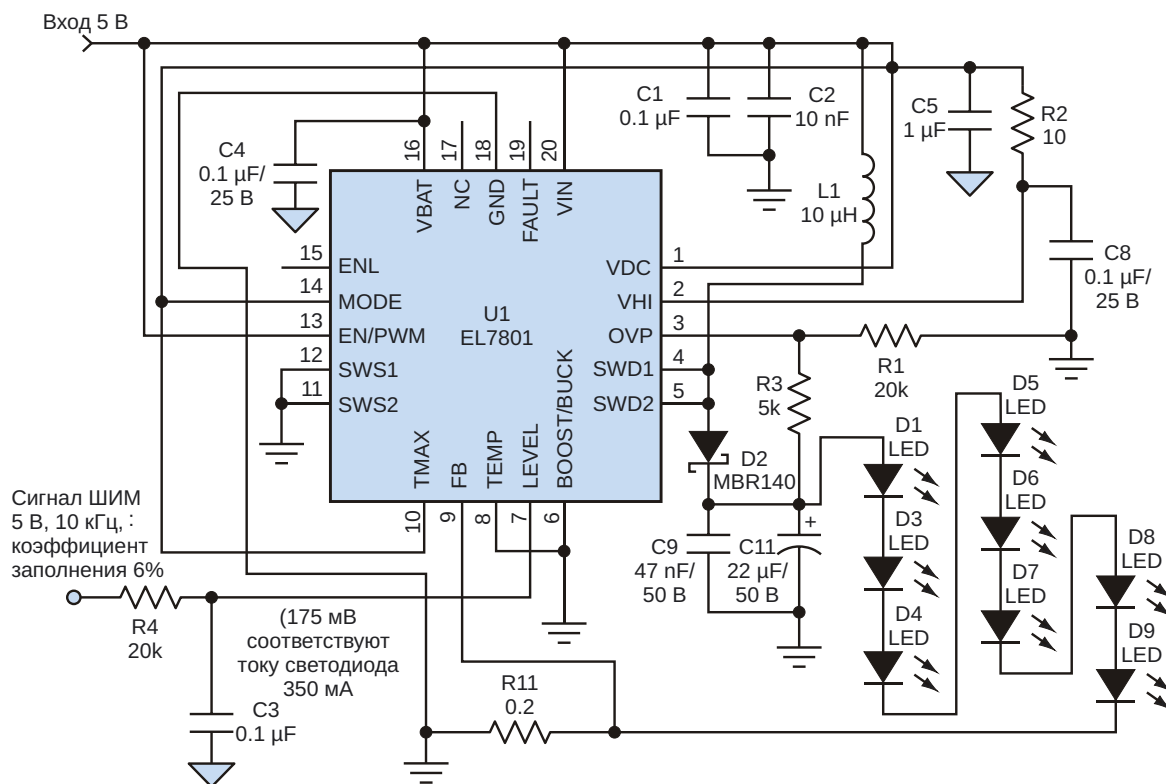 Вход 5 В
C1
0.1 µF
C2
10 nF
C5
1 µF
R2
10
C4
0.1 µF/
25 В
16
17
18
19
20
VBAT
NC
GND
FAULT
VIN
L1
10 µH
C8
0.1 µF/
25 В
15
ENL
14
MODE
13
EN/PWM
12
SWS1
11
SWS2
U1
EL7801
VDC
1
VHI
2
OVP
3
SWD1
4
SWD2
5
R1
20k
R3
5k
TMAX
FB
TEMP
LEVEL
BOOST/BUCK
10
9
8
7
6
D2
MBR140
D1
LED
D3
LED
D4
LED
D5
LED
D6
LED
D7
LED
D8
LED
D9
LED
C9
47 nF/
50 В
C11
22 µF/
50 В
+
Сигнал ШИМ
5 В, 10 кГц, :
коэффициент
заполнения 6%
R4
20k
(175 мВ
соответствуют
току светодиода
350 мА
C3
0.1 µF
R11
0.2